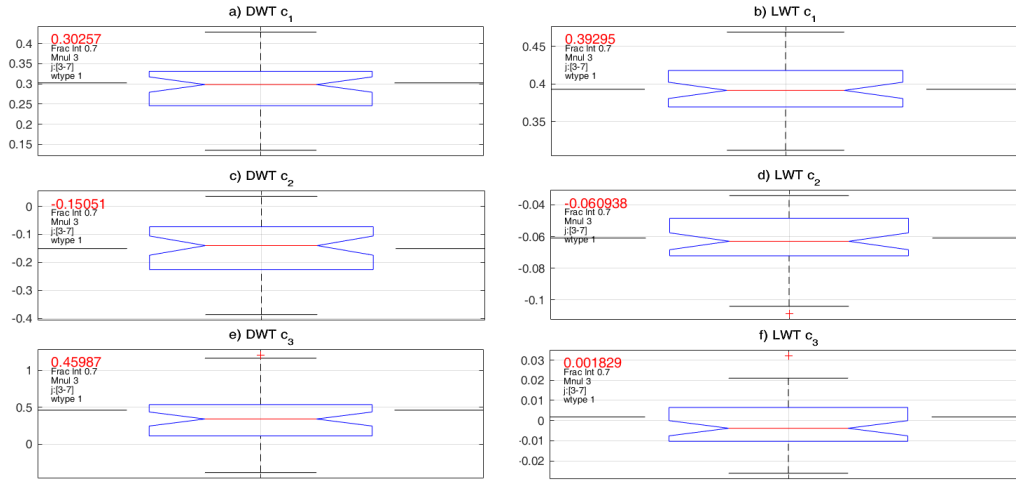 a) DWT c1
0.30257
Frac Int 0.7
Mnul 3
j:[3-7]
wtype 1
0.4
0.35
0.3
0.25
0.2
0.15
b) LWT c1
0.39295
Frac Int 0.7
Mnul 3
j:[3-7]
wtype 1
0.45
0.4
0.35
c) DWT c2
-0.15051
Frac Int 0.7
Mnul 3
j:[3-7]
wtype 1
0
-0.1
-0.2
-0.3
-0.4
d) LWT c2
-0.060938
Frac Int 0.7
Mnul 3
j:[3-7]
wtype 1
-0.04
-0.06
-0.08
-0.1
e) DWT c3
0.45987
Frac Int 0.7
Mnul 3
j:[3-7]
wtype 1
1
0.5
0
f) LWT c3
0.001829
Frac Int 0.7
Mnul 3
j:[3-7]
wtype 1
0.03
0.02
0.01
0
-0.01
-0.02